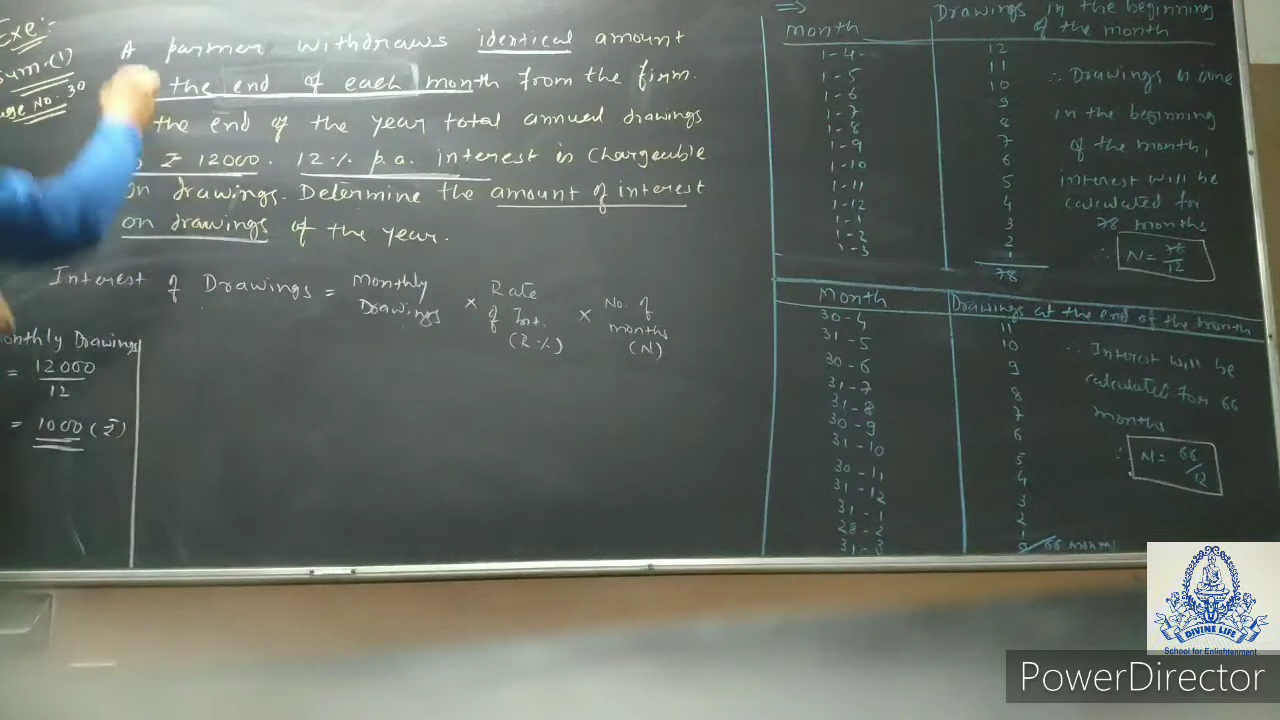 Exe:-
Sum.(1)
Page No. 30
A partner withdraws identical amount
the end of each month from the firm.
the end of the year total annual drawings
₹ 12000. 12 % p.a. interest is chargeable
on drawings. Determine the amount of interest
on drawings of the year.
Interest of Drawings = Monthly Drawings × Rate of Int. (R %) × No. of months (N)
Monthly Drawings
= 12000
12
= 1000 (₹)
⇒ Month Drawings in the beginning
of the month
1-4- 12
1-5 11
1-6 10
1-7 9
1-8 8
1-9 7
1-10 6
1-11 5
1-12 4
1-1 3
1-2 2
1-3 1
78
∴ Drawings is done
in the beginning
of the month,
interest will be
calculated for
78 months
∴ N = 78/12
Month Drawings at the end of the month
30-4 11
31-5 10
30-6 9
31-7 8
31-8 7
30-9 6
31-10 5
30-11 4
31-12 3
31-1 2
28-2 1
31-3 0 66 months
∴ Interest will be
calculated for 66
months
∴ N = 66/12
DIVINE LIFE
School for Enlightenment
PowerDirector